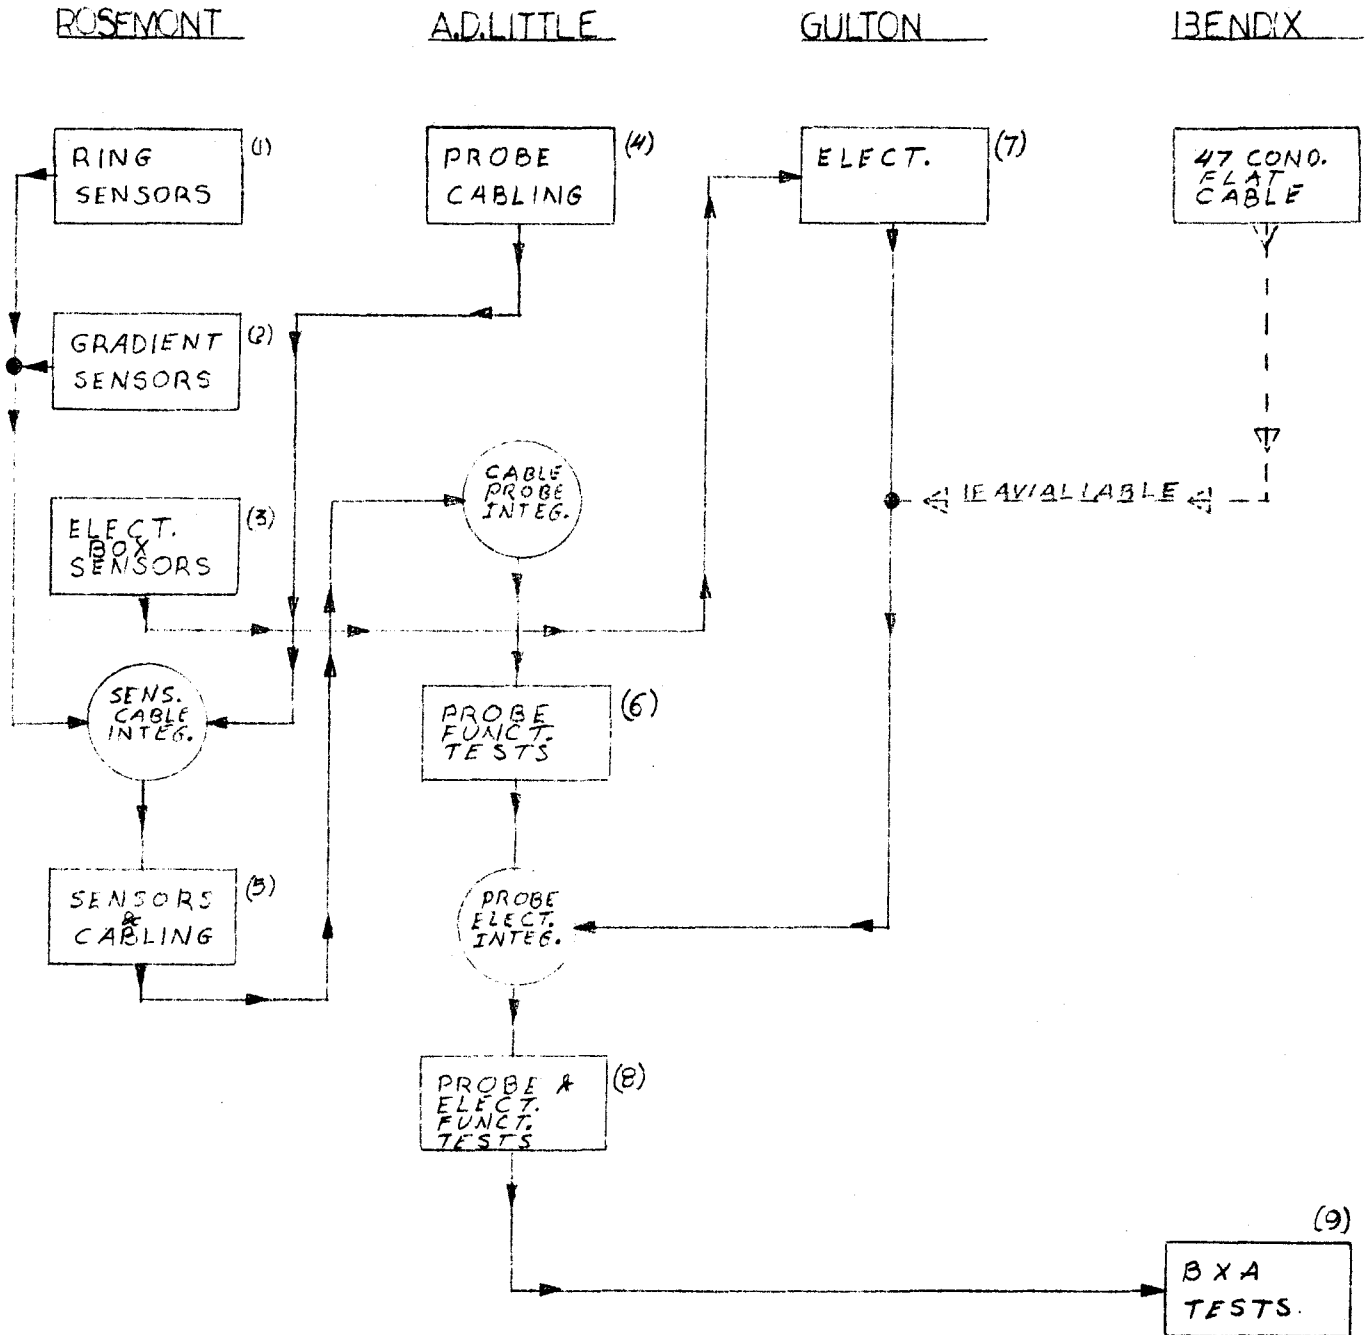 ROSEMONT
A.D.LITTLE
GULTON
BENDIX
RING
SENSORS
(1)
PROBE
CABLING
(4)
ELECT.
(7)
47 COND.
FLAT
CABLE
GRADIENT
SENSORS
(2)
CABLE
PROBE
INTEG.
IF AVIALLABLE
ELECT.
BOX
SENSORS
(3)
SENS.
CABLE
INTEG.
PROBE
FUNCT.
TESTS
(6)
SENSORS
&
CABLING
(5)
PROBE
ELECT.
INTEG.
PROBE &
ELECT.
FUNCT.
TESTS
(8)
(9)
BXA
TESTS.